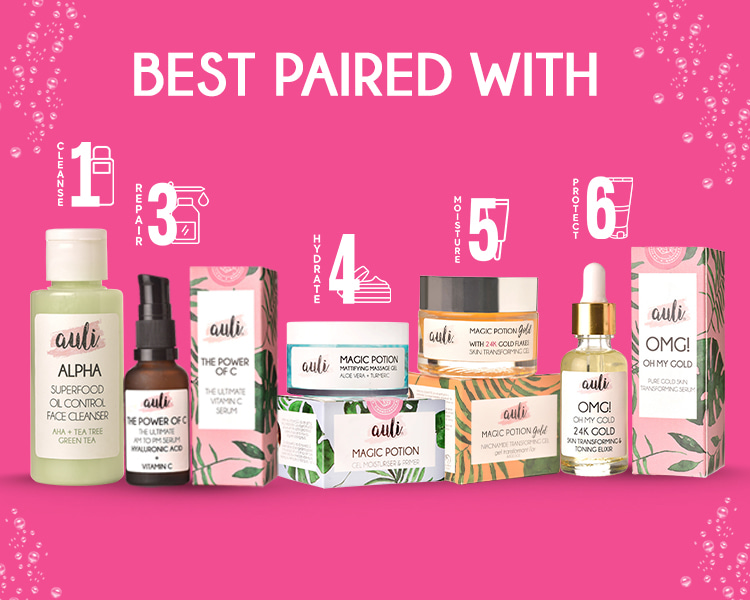 BEST PAIRED WITH
CLEANSE
1
REPAIR
3
HYDRATE
4
MOISTURE
5
PROTECT
6
auli
ALPHA
SUPERFOOD
OIL CONTROL
FACE CLEANSER
AHA + TEA TREE
GREEN TEA
auli
THE POWER OF C
THE ULTIMATE
AM TO PM SERUM
HYALURONIC ACID
+
VITAMIN C
auli
THE POWER
OF C
THE ULTIMATE
VITAMIN C
SERUM
auli.
MAGIC POTION
MATTIFYING MASSAGE GEL
ALOE VERA + TURMERIC
auli.
MAGIC POTION
GEL MOISTURISER & PRIMER
auli.
MAGIC POTION Gold
WITH 24K GOLD FLAKES
SKIN TRANSFORMING GEL
auli.
MAGIC POTION Gold
NIACINAMIDE TRANSFORMING GEL
auli.
OMG!
OH MY GOLD
24K GOLD
SKIN TRANSFORMING &
TONING ELIXIR
auli.
OMG!
OH MY GOLD
PURE GOLD SKIN
TRANSFORMING SERUM